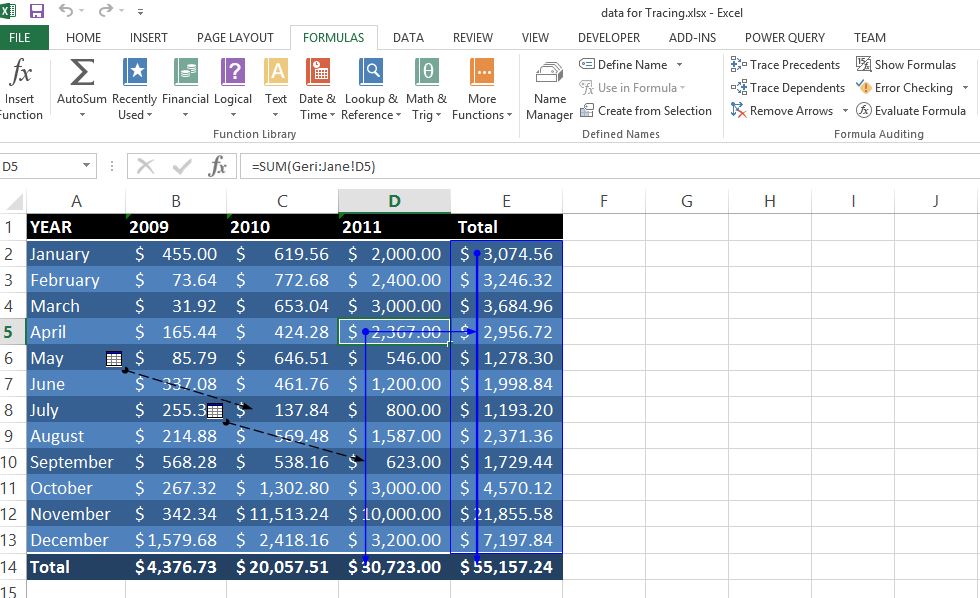 data for Tracing.xlsx - Excel
FILE HOME INSERT PAGE LAYOUT FORMULAS DATA REVIEW VIEW DEVELOPER ADD-INS POWER QUERY TEAM
fx Σ ? A θ ...
Insert AutoSum Recently Financial Logical Text Date & Lookup & Math & More Name
Function Used Time Reference Trig Functions Manager
Define Name
Use in Formula
Create from Selection
Trace Precedents Show Formulas
Trace Dependents Error Checking
Remove Arrows Evaluate Formula
Function Library Defined Names Formula Auditing
D5 fx =SUM(Geri:Jane!D5)
A B C D E F G H I J
1 YEAR 2009 2010 2011 Total
2 January $ 455.00 $ 619.56 $ 2,000.00 $ 3,074.56
3 February $ 73.64 $ 772.68 $ 2,400.00 $ 3,246.32
4 March $ 31.92 $ 653.04 $ 3,000.00 $ 3,684.96
5 April $ 165.44 $ 424.28 $ 2,367.00 $ 2,956.72
6 May $ 85.79 $ 646.51 $ 546.00 $ 1,278.30
7 June $ 337.08 $ 461.76 $ 1,200.00 $ 1,998.84
8 July $ 255.3 $ 137.84 $ 800.00 $ 1,193.20
9 August $ 214.88 $ 569.48 $ 1,587.00 $ 2,371.36
10 September $ 568.28 $ 538.16 $ 623.00 $ 1,729.44
11 October $ 267.32 $ 1,302.80 $ 3,000.00 $ 4,570.12
12 November $ 342.34 $ 11,513.24 $ 10,000.00 $ 21,855.58
13 December $ 1,579.68 $ 2,418.16 $ 3,200.00 $ 7,197.84
14 Total $ 4,376.73 $ 20,057.51 $ 30,723.00 $ 55,157.24
15